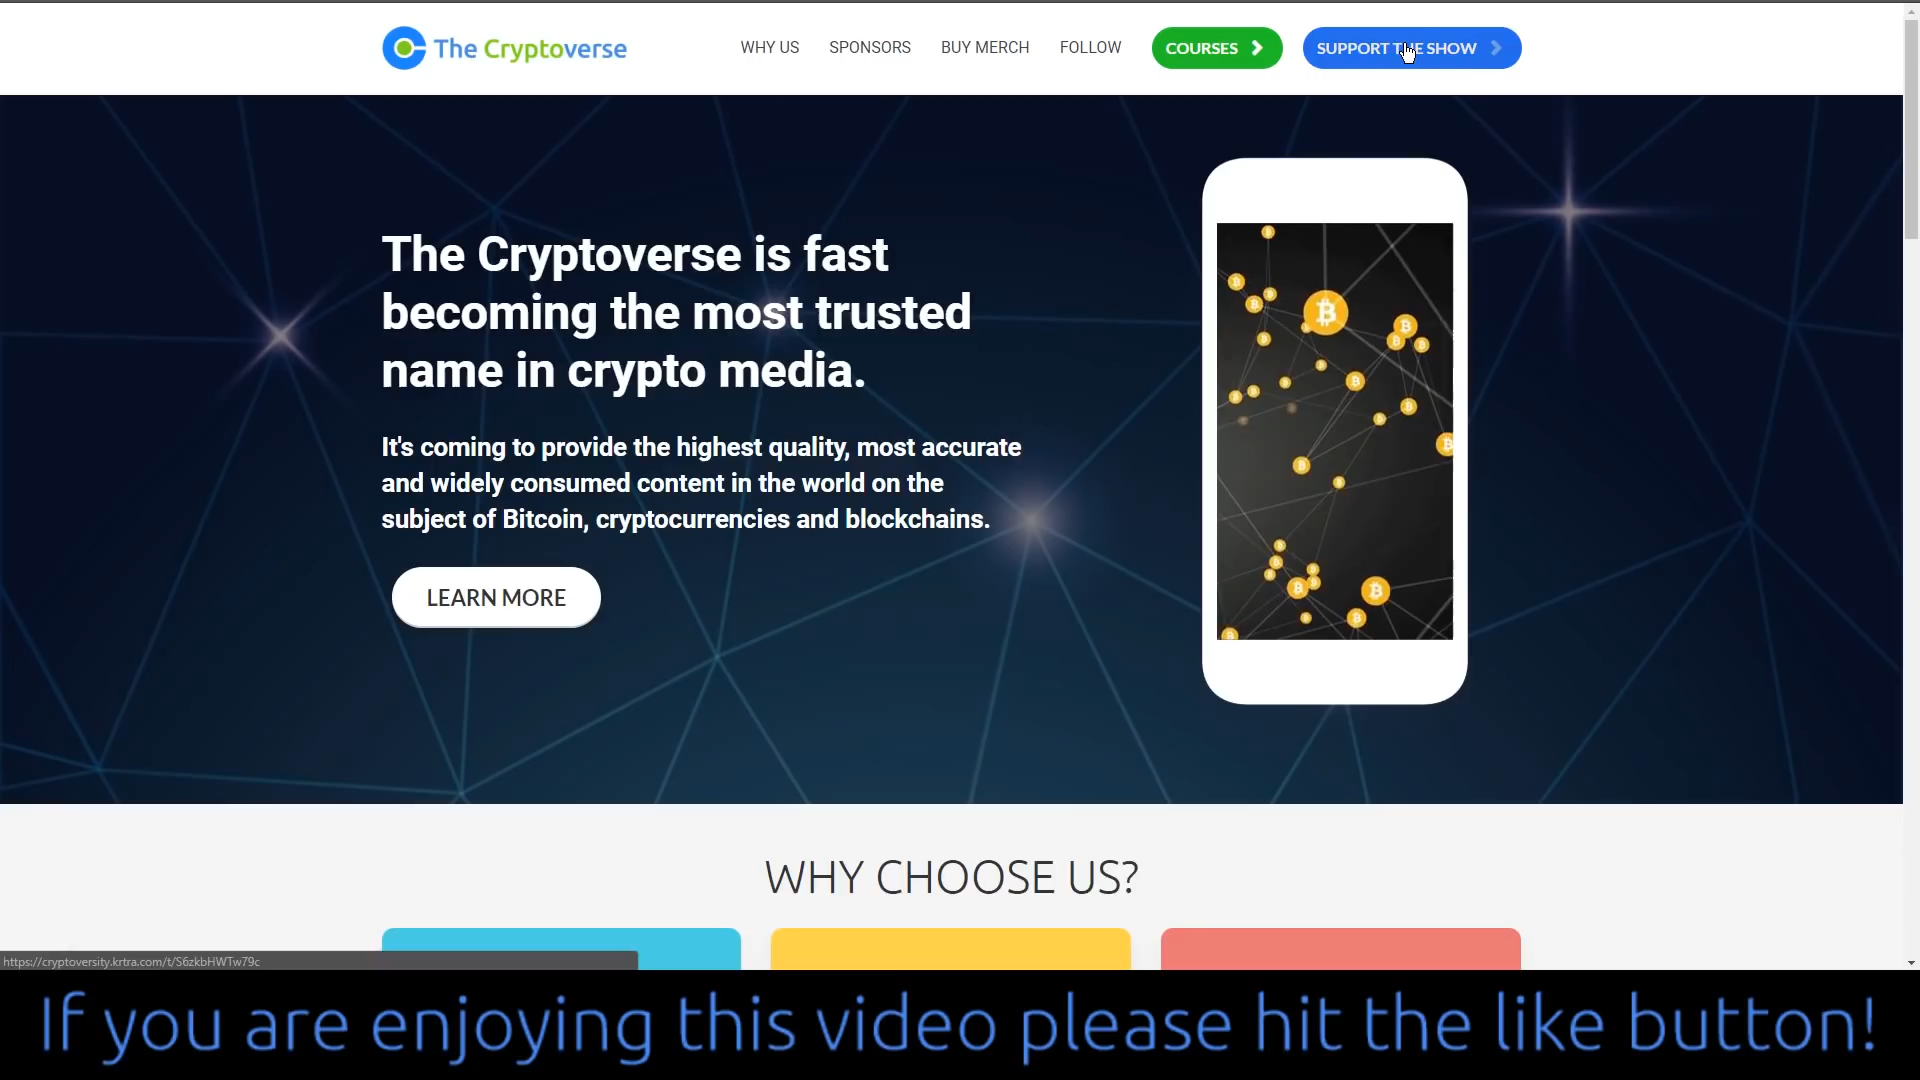 The Cryptoverse
WHY US SPONSORS BUY MERCH FOLLOW COURSES SUPPORT THE SHOW
The Cryptoverse is fast
becoming the most trusted
name in crypto media.
It's coming to provide the highest quality, most accurate
and widely consumed content in the world on the
subject of Bitcoin, cryptocurrencies and blockchains.
LEARN MORE
WHY CHOOSE US?
https://cryptoversity.krtra.com/t/S6zkbHWTw79c
If you are enjoying this video please hit the like button!